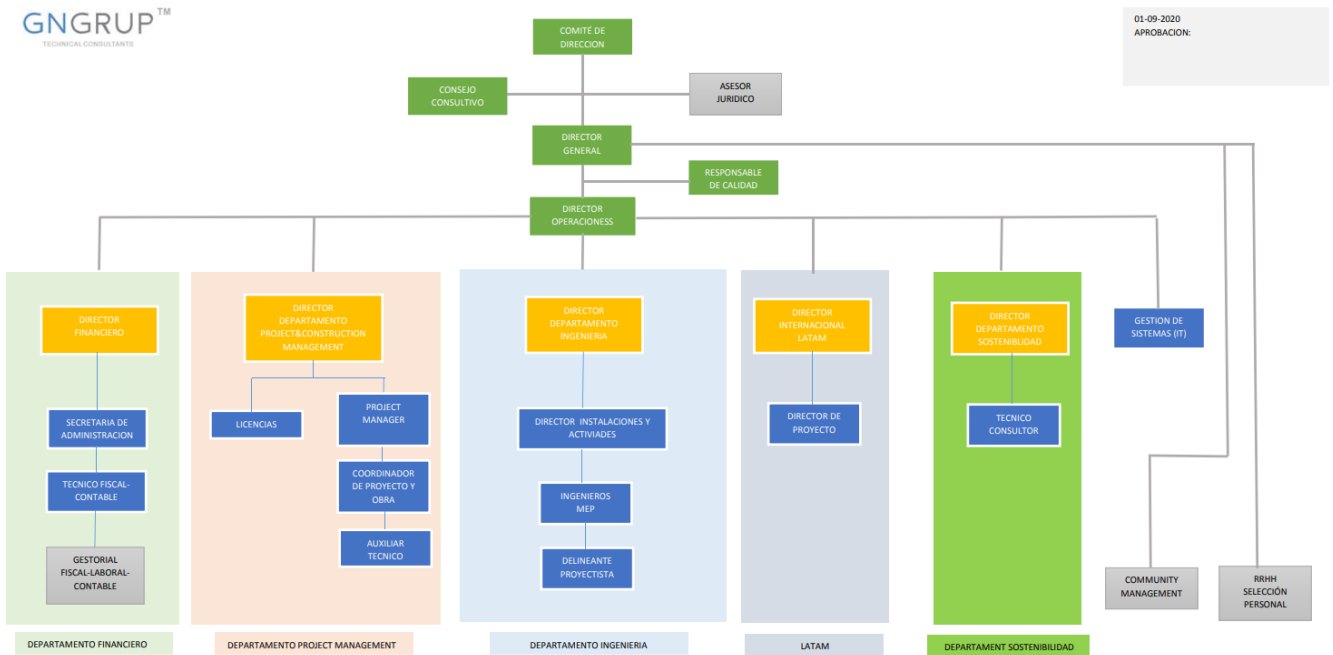 GNGRUP™
TECHNICAL CONSULTANTS
01-09-2020
APROBACION:
COMITÉ DE
DIRECCION
CONSEJO
CONSULTIVO
ASESOR
JURIDICO
DIRECTOR
GENERAL
RESPONSABLE
DE CALIDAD
DIRECTOR
OPERACIONESS
DIRECTOR
FINANCIERO
DIRECTOR
DEPARTAMENTO
PROJECT&CONSTRUCTION
MANAGEMENT
DIRECTOR
DEPARTAMENTO
INGENIERIA
DIRECTOR
INTERNACIONAL
LATAM
DIRECTOR
DEPARTAMENTO
SOSTENIBLIDAD
GESTION DE
SISTEMAS (IT)
SECRETARIA DE
ADMINISTRACION
LICENCIAS
PROJECT
MANAGER
DIRECTOR INSTALACIONES Y
ACTIVIADES
DIRECTOR DE
PROYECTO
TECNICO
CONSULTOR
TECNICO FISCAL-
CONTABLE
COORDINADOR
DE PROYECTO Y
OBRA
INGENIEROS
MEP
GESTORIAL
FISCAL-LABORAL-
CONTABLE
AUXILIAR
TECNICO
DELINEANTE
PROYECTISTA
COMMUNITY
MANAGEMENT
RRHH
SELECCIÓN
PERSONAL
DEPARTAMENTO FINANCIERO
DEPARTAMENTO PROJECT MANAGEMENT
DEPARTAMENTO INGENIERIA
LATAM
DEPARTAMENT SOSTENIBILIDAD